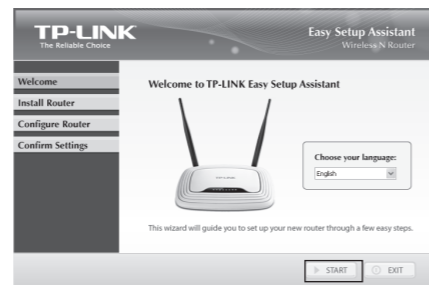 TP-LINK
The Reliable Choice
Easy Setup Assistant
Wireless N Router
Welcome
Install Router
Configure Router
Confirm Settings
Welcome to TP-LINK Easy Setup Assistant
TP-LINK
Choose your language:
English
This wizard will guide you to set up your new router through a few easy steps.
START
EXIT